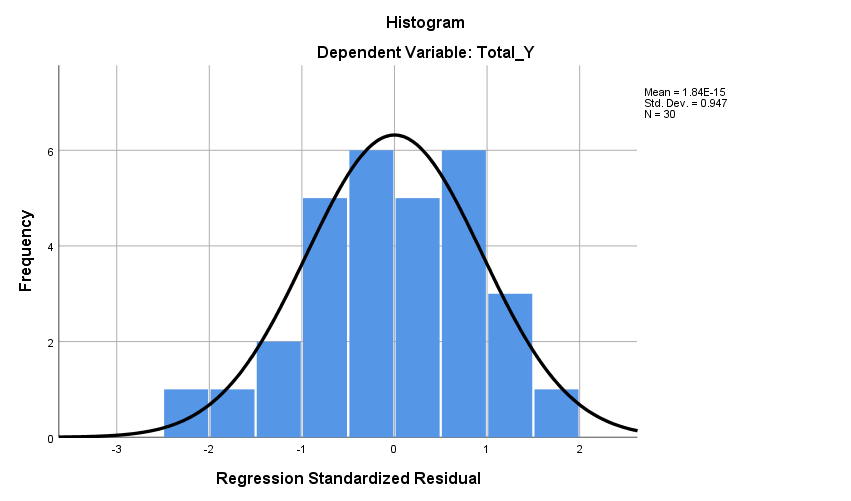 Histogram
Dependent Variable: Total_Y
Mean = 1.84E-15
Std. Dev. = 0.947
N = 30
Frequency
6
4
2
0
-3 -2 -1 0 1 2
Regression Standardized Residual